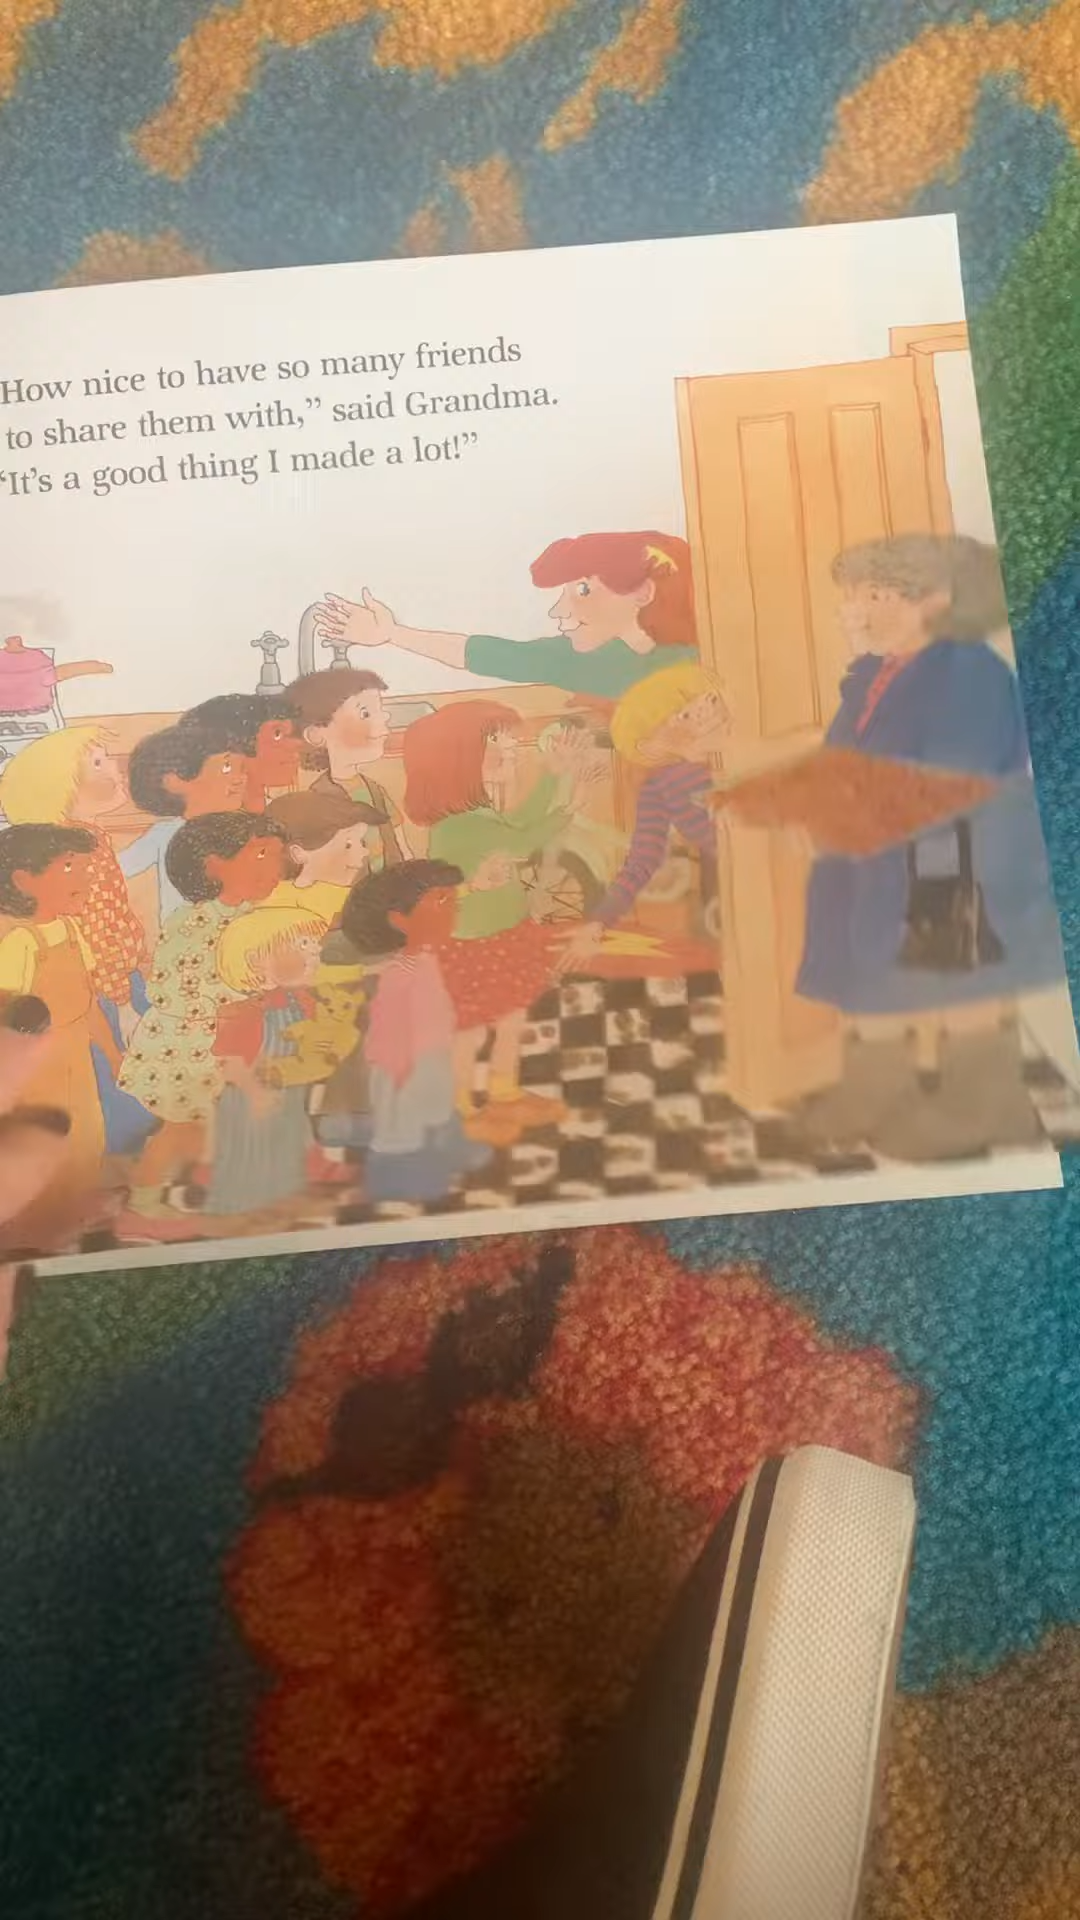 How nice to have so many friends
to share them with,” said Grandma.
“It’s a good thing I made a lot!”